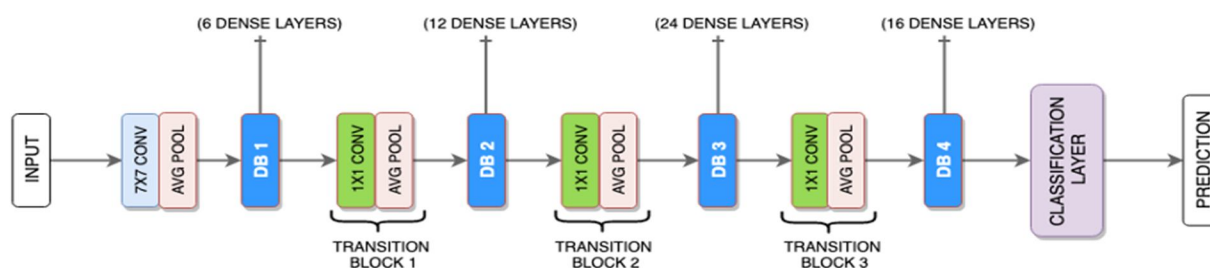 (6 DENSE LAYERS)
(12 DENSE LAYERS)
(24 DENSE LAYERS)
(16 DENSE LAYERS)
INPUT
7X7 CONV
AVG POOL
DB 1
1X1 CONV
AVG POOL
DB 2
1X1 CONV
AVG POOL
DB 3
1X1 CONV
AVG POOL
DB 4
CLASSIFICATION
LAYER
PREDICTION
TRANSITION
BLOCK 1
TRANSITION
BLOCK 2
TRANSITION
BLOCK 3